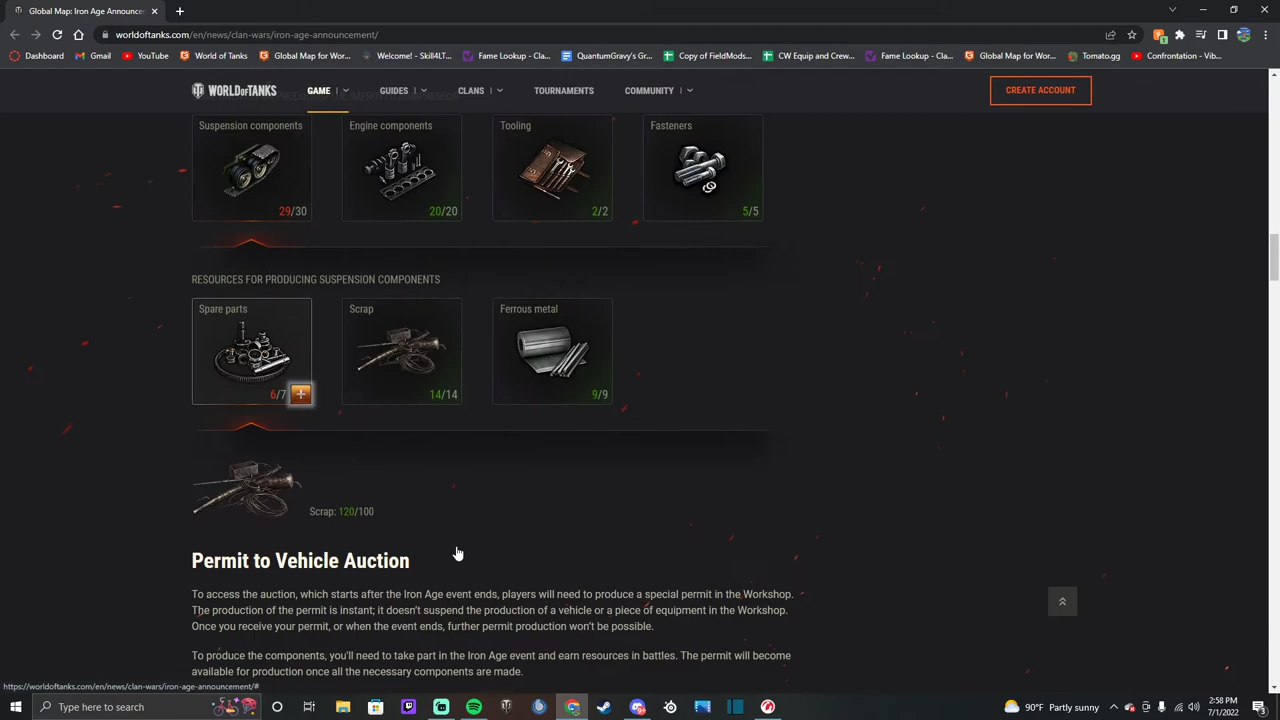 Global Map: Iron Age Announcer
worldoftanks.com/en/news/clan-wars/iron-age-announcement/
Dashboard
Gmail
YouTube
World of Tanks
Global Map for Wor...
Fame Lookup - Cla...
Welcome! - Skill4LT...
QuantumGravy's Gr...
Copy of FieldMods...
CW Equip and Crew...
Fame Lookup - Cla...
Global Map for Wor...
Tomato.gg
Confrontation - Vib...
WORLD OF TANKS
GAME
GUIDES
CLANS
TOURNAMENTS
COMMUNITY
CREATE ACCOUNT
Suspension components
Engine components
Tooling
Fasteners
29/30
20/20
2/2
5/5
RESOURCES FOR PRODUCING SUSPENSION COMPONENTS
Spare parts
Scrap
Ferrous metal
6/7
14/14
9/9
Scrap: 120/100
Permit to Vehicle Auction
To access the auction, which starts after the Iron Age event ends, players will need to produce a special permit in the Workshop.
The production of the permit is instant; it doesn't suspend the production of a vehicle or a piece of equipment in the Workshop.
Once you receive your permit, or when the event ends, further permit production won't be possible.
To produce the components, you'll need to take part in the Iron Age event and earn resources in battles. The permit will become
available for production once all the necessary components are made.
https://worldoftanks.com/en/news/clan-wars/iron-age-announcement/#
Type here to search
90°F Partly sunny
2:58 PM
7/1/2022